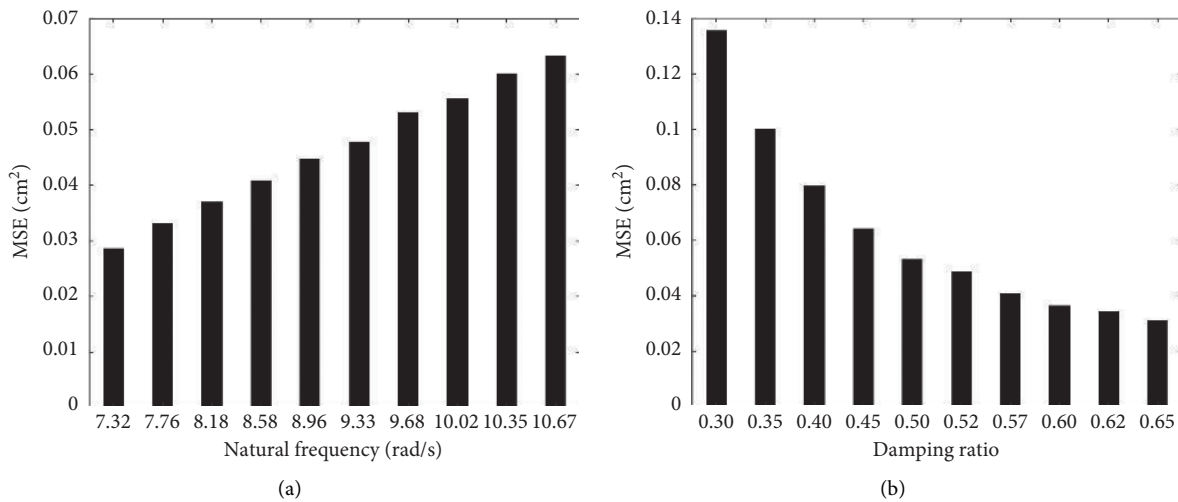 0.07
0.06
0.05
0.04
0.03
0.02
0.01
0
MSE (cm²)
7.32 7.76 8.18 8.58 8.96 9.33 9.68 10.02 10.35 10.67
Natural frequency (rad/s)
(a)
0.14
0.12
0.1
0.08
0.06
0.04
0.02
0
MSE (cm²)
0.30 0.35 0.40 0.45 0.50 0.52 0.57 0.60 0.62 0.65
Damping ratio
(b)